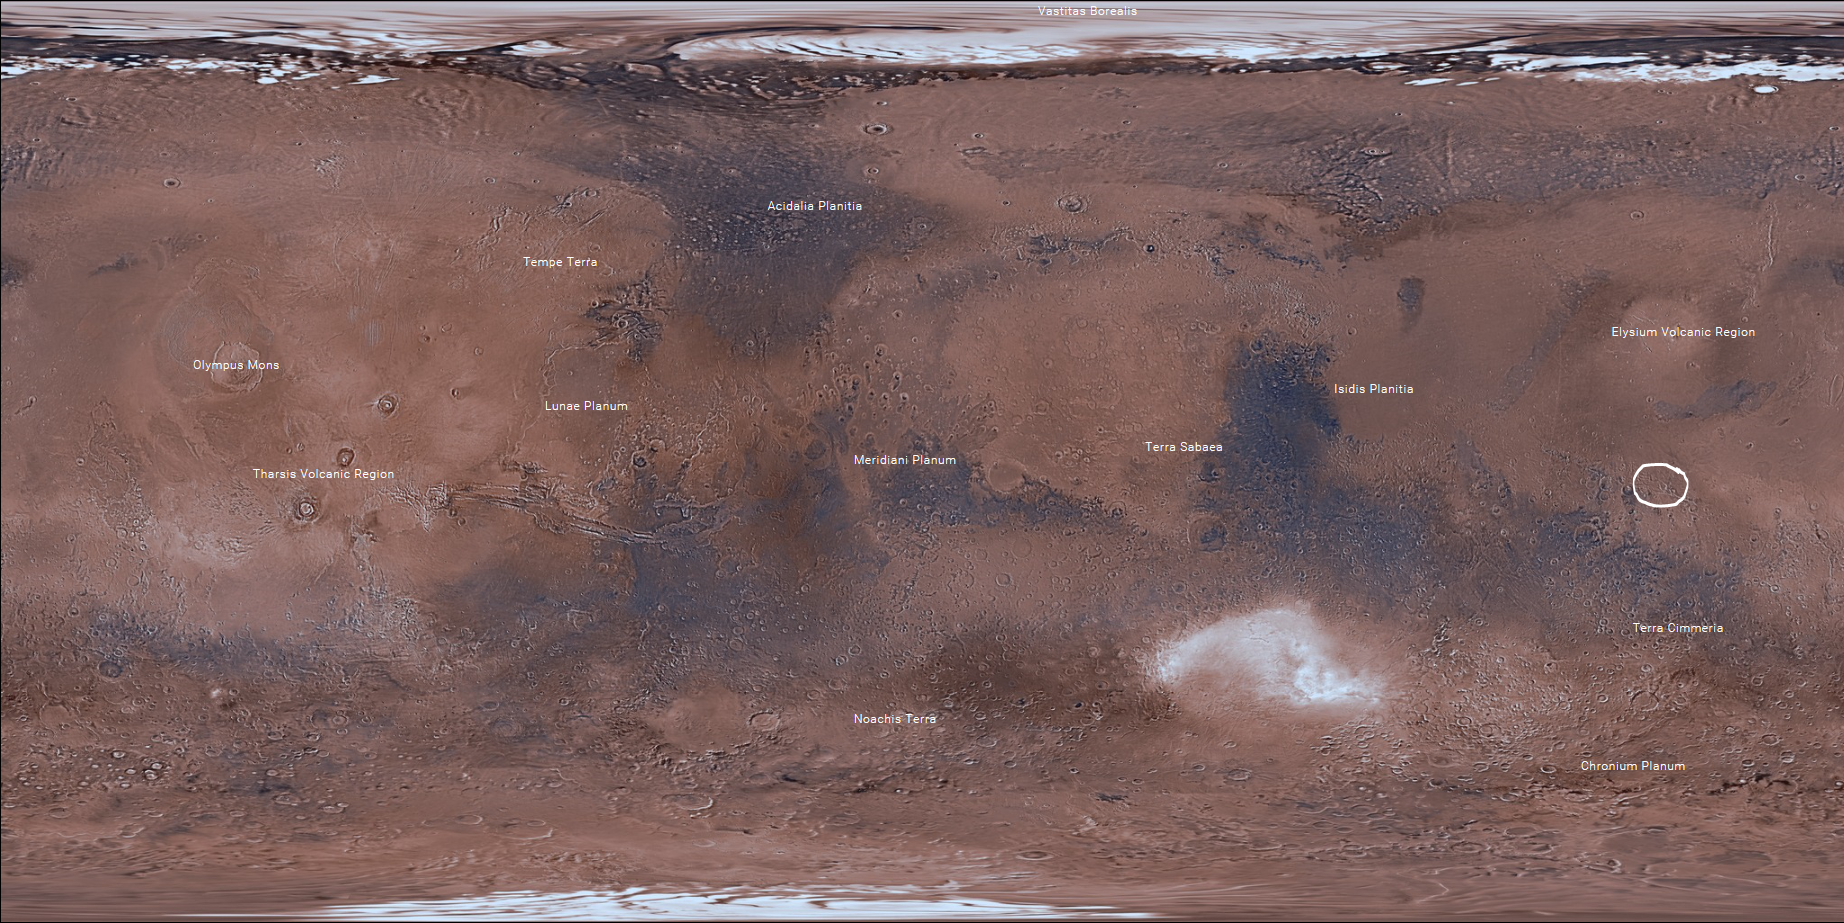 Vastitas Borealis
Acidalia Planitia
Tempe Terra
Elysium Volcanic Region
Olympus Mons
Isidis Planitia
Lunae Planum
Terra Sabaea
Meridiani Planum
Tharsis Volcanic Region
Terra Cimmeria
Noachis Terra
Chronium Planum